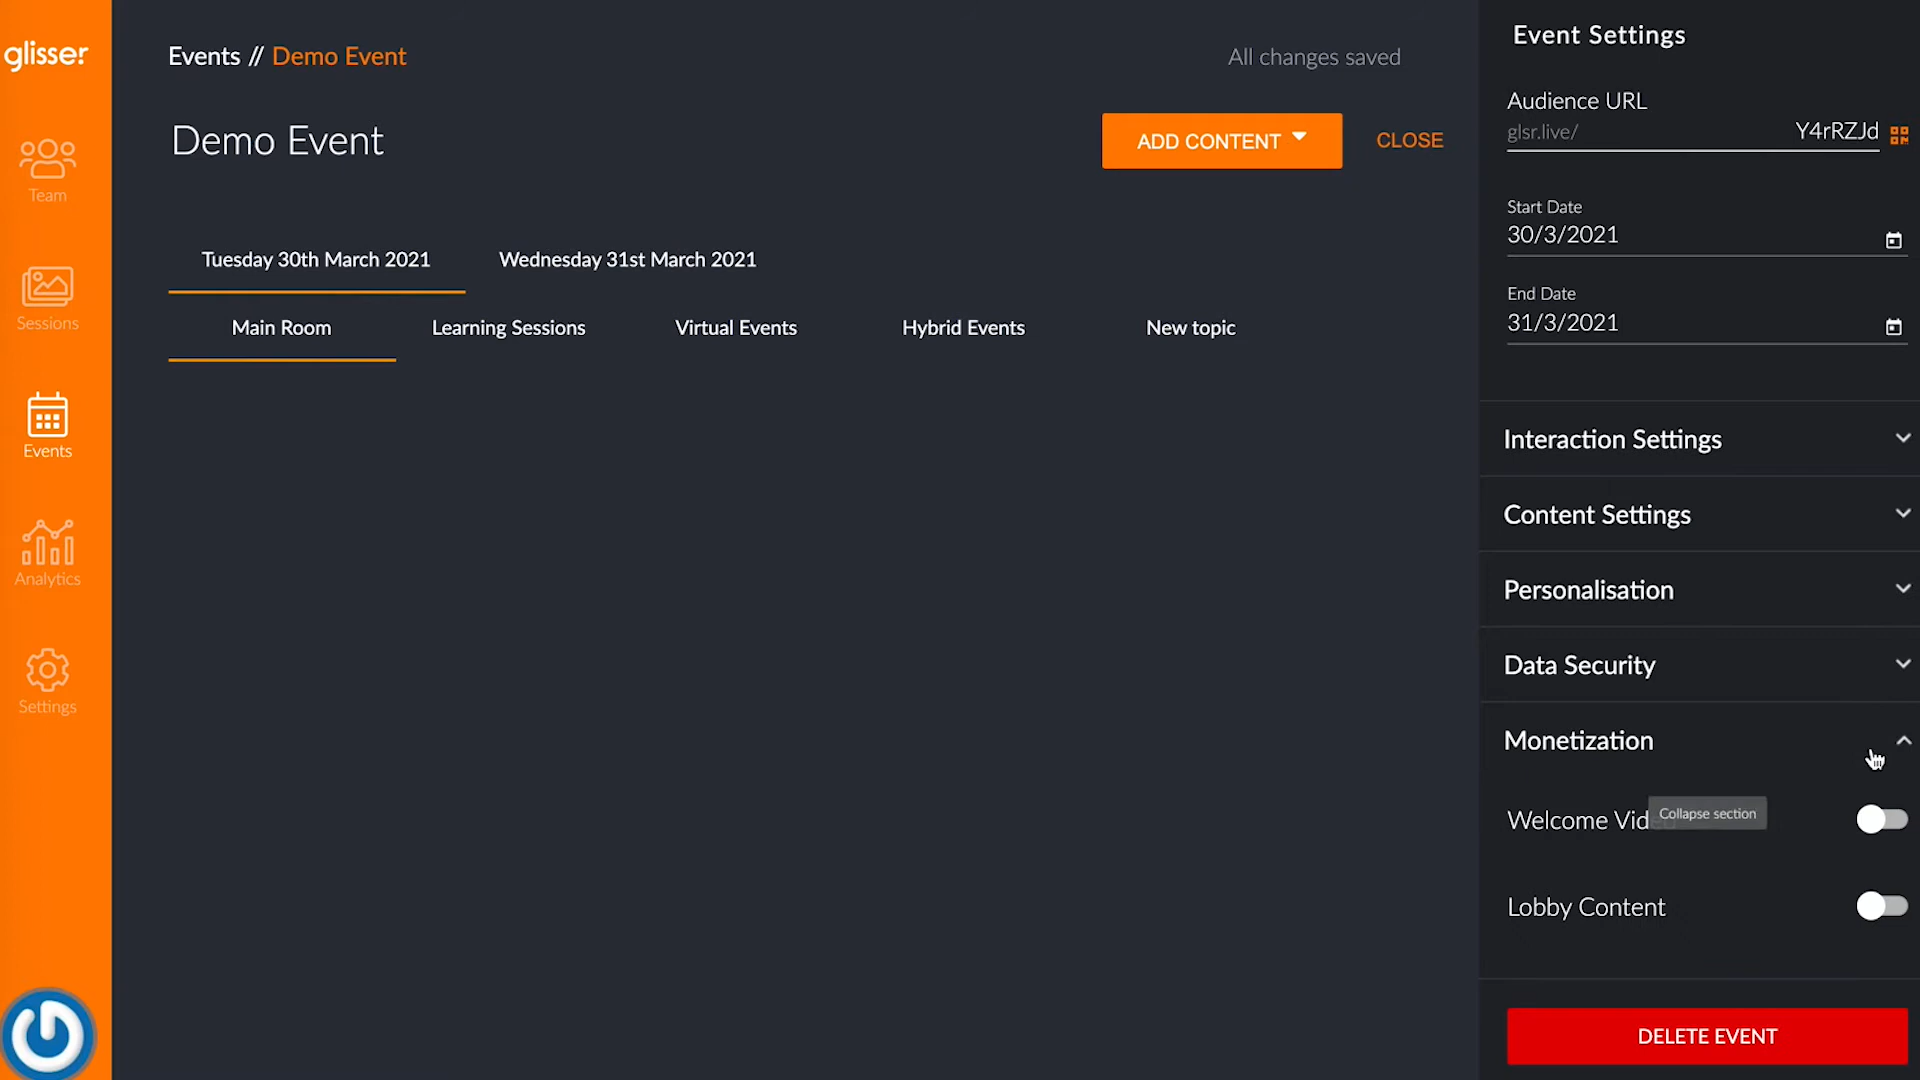 glisser
Team
Sessions
Events
Analytics
Settings
Events // Demo Event
All changes saved
Demo Event
ADD CONTENT
CLOSE
Tuesday 30th March 2021
Wednesday 31st March 2021
Main Room
Learning Sessions
Virtual Events
Hybrid Events
New topic
Event Settings
Audience URL
glsr.live/ Y4rRZJd
Start Date
30/3/2021
End Date
31/3/2021
Interaction Settings
Content Settings
Personalisation
Data Security
Monetization
Welcome Vid
Collapse section
Lobby Content
DELETE EVENT